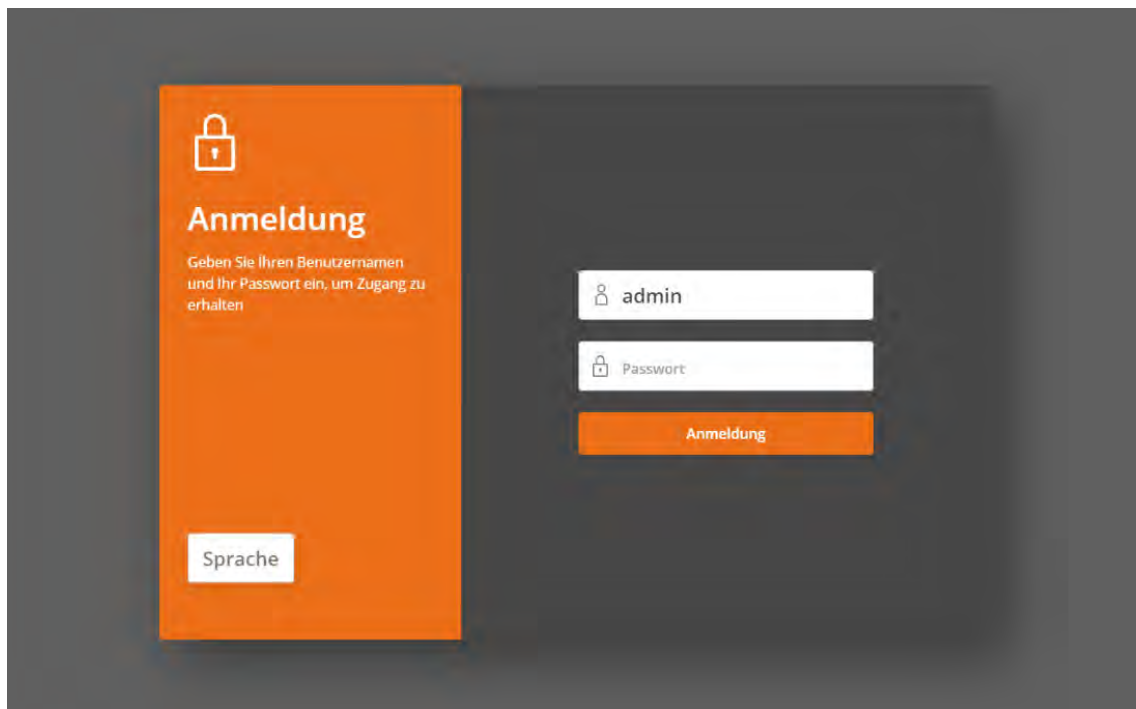 Anmeldung
Geben Sie Ihren Benutzernamen
und Ihr Passwort ein, um Zugang zu
erhalten
Sprache
admin
Passwort
Anmeldung